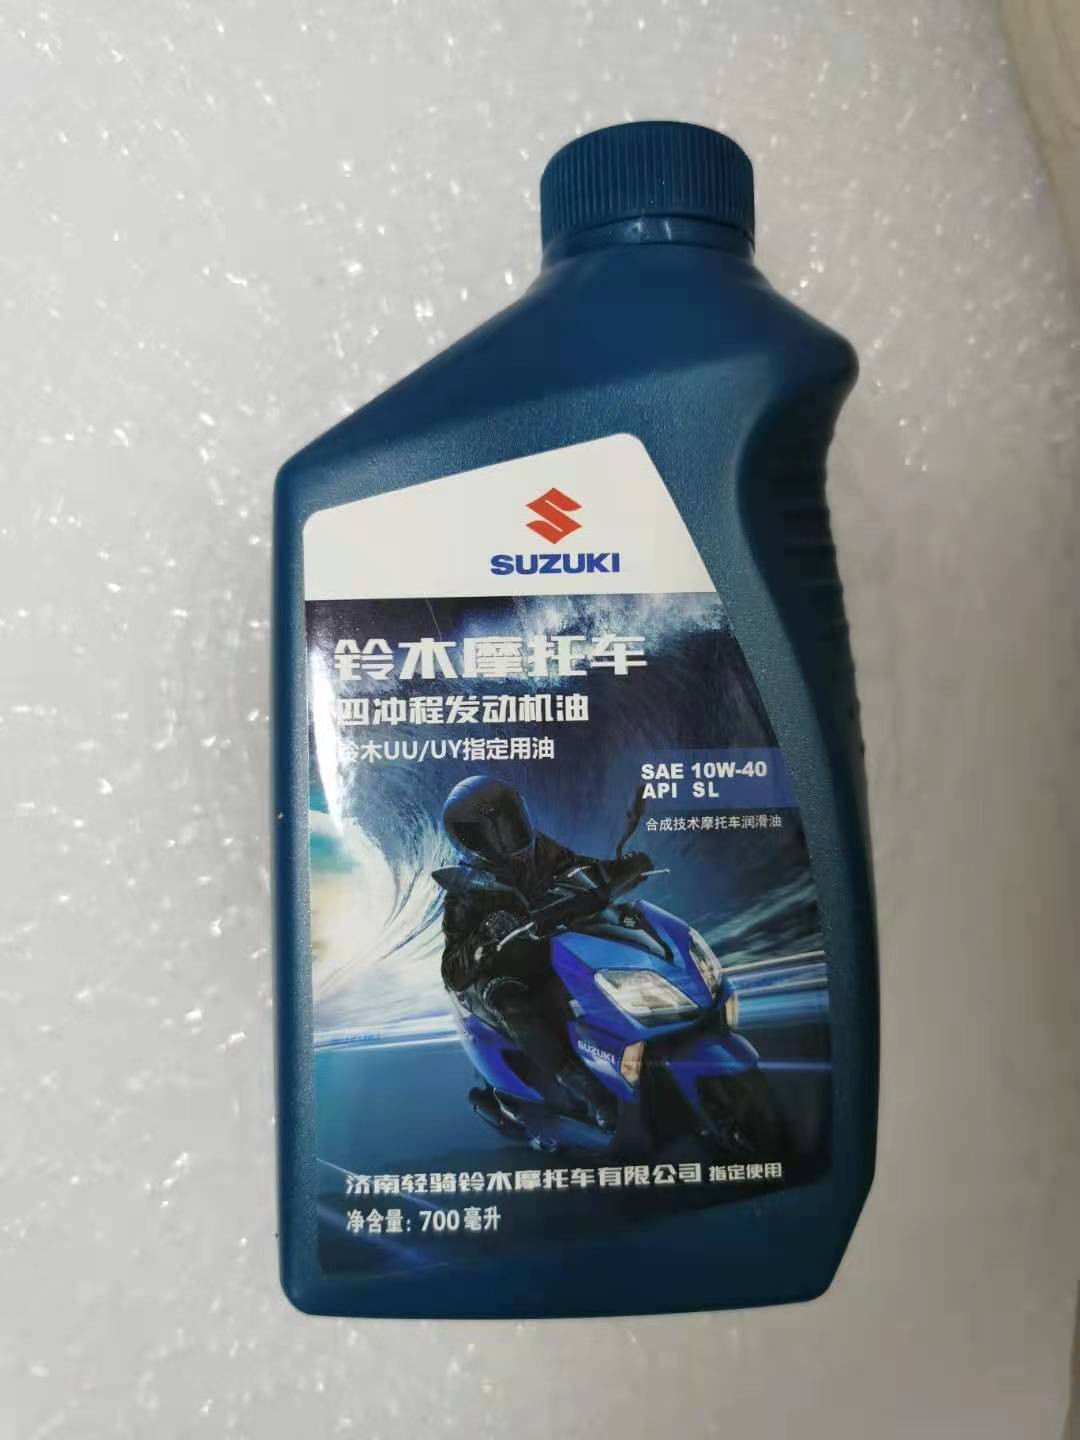 SUZUKI
铃木摩托车
四冲程发动机油
铃木UU/UY指定用油
SAE 10W-40
API SL
合成技术摩托车润滑油
SUZUKI
济南轻骑铃木摩托车有限公司 指定使用
净含量：700毫升